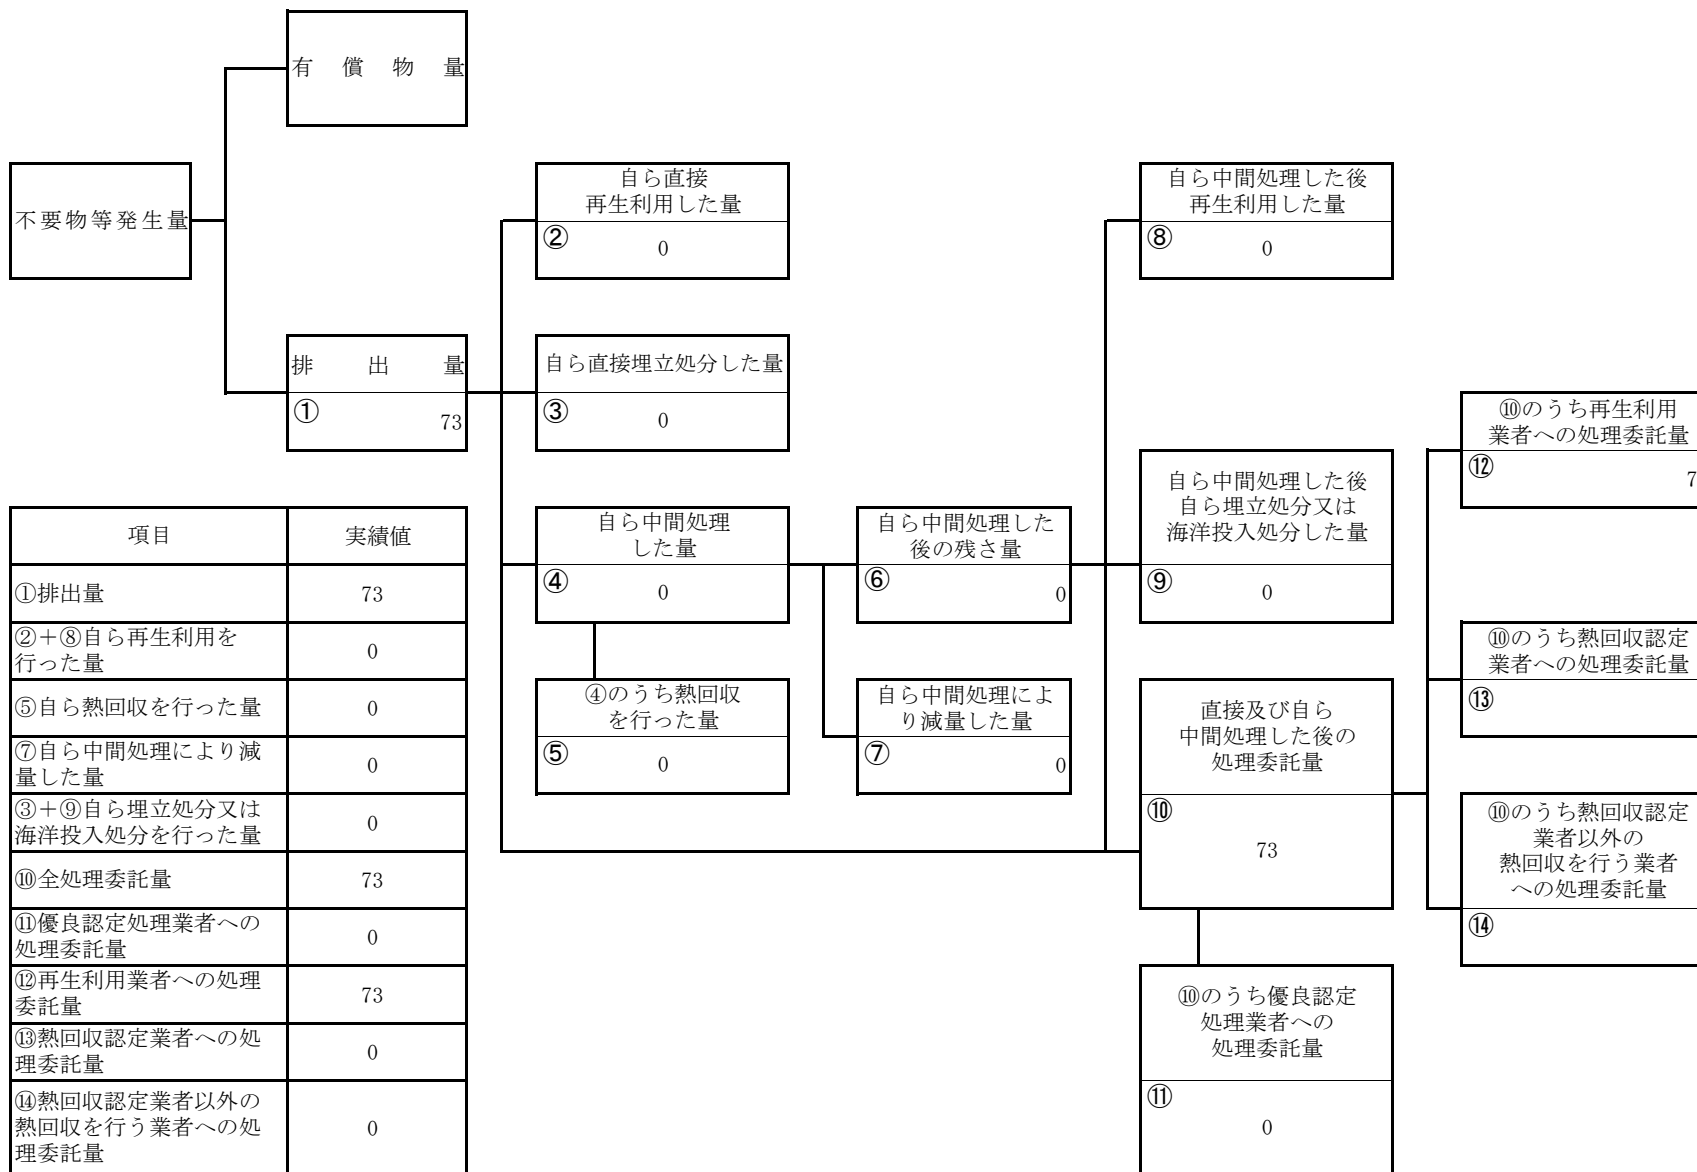 有償物量
不要物等発生量
自ら直接
再生利用した量
②
0
自ら中間処理した後
再生利用した量
⑧
0
排出量
①
73
自ら直接埋立処分した量
③
0
⑩のうち再生利用
業者への処理委託量
⑫
7
自ら中間処理した後
自ら埋立処分又は
海洋投入処分した量
⑨
0
自ら中間処理
した量
④
0
自ら中間処理した
後の残さ量
⑥
0
⑩のうち熱回収認定
業者への処理委託量
⑬
④のうち熱回収
を行った量
⑤
0
自ら中間処理によ
り減量した量
⑦
0
直接及び自ら
中間処理した後の
処理委託量
⑩
73
⑩のうち熱回収認定
業者以外の
熱回収を行う業者
への処理委託量
⑭
⑩のうち優良認定
処理業者への
処理委託量
⑪
0
項目 実績値
①排出量 73
②＋⑧自ら再生利用を
行った量 0
⑤自ら熱回収を行った量 0
⑦自ら中間処理により減
量した量 0
③＋⑨自ら埋立処分又は
海洋投入処分を行った量 0
⑩全処理委託量 73
⑪優良認定処理業者への
処理委託量 0
⑫再生利用業者への処理
委託量 73
⑬熱回収認定業者への処
理委託量 0
⑭熱回収認定業者以外の
熱回収を行う業者への処
理委託量 0